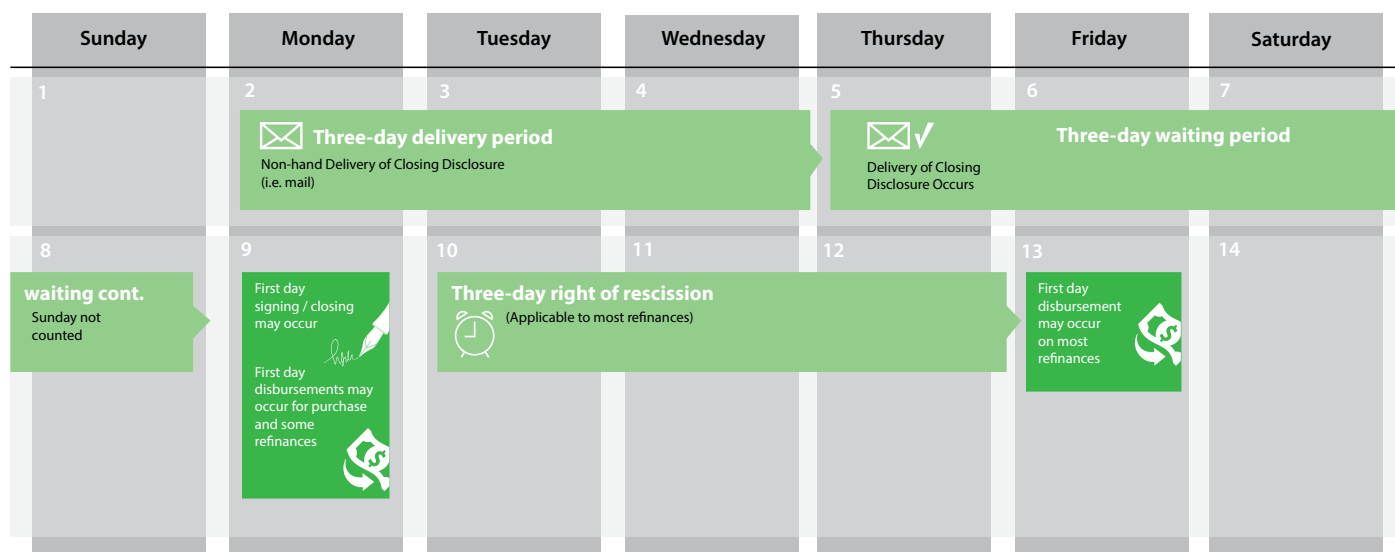 Sunday Monday Tuesday Wednesday Thursday Friday Saturday
1 2 3 4 5 6 7
Three-day delivery period
Non-hand Delivery of Closing Disclosure
(i.e. mail)
Three-day waiting period
Delivery of Closing
Disclosure Occurs
8 9 10 11 12 13 14
waiting cont.
Sunday not
counted
First day
signing / closing
may occur
First day
disbursements may
occur for purchase
and some
refinances
Three-day right of rescission
(Applicable to most refinances)
First day
disbursement
may occur
on most
refinances